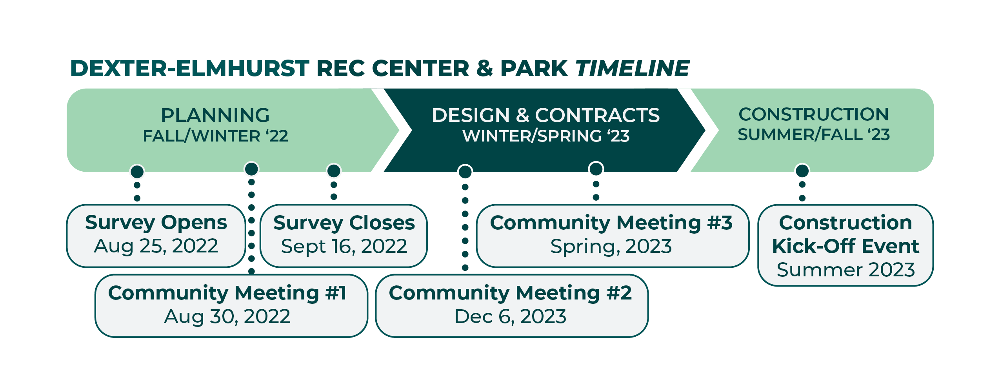 DEXTER-ELMHURST REC CENTER & PARK TIMELINE
PLANNING
FALL/WINTER ‘22
DESIGN & CONTRACTS
WINTER/SPRING ‘23
CONSTRUCTION
SUMMER/FALL ‘23
Survey Opens
Aug 25, 2022
Community Meeting #1
Aug 30, 2022
Survey Closes
Sept 16, 2022
Community Meeting #2
Dec 6, 2023
Community Meeting #3
Spring, 2023
Construction
Kick-Off Event
Summer 2023